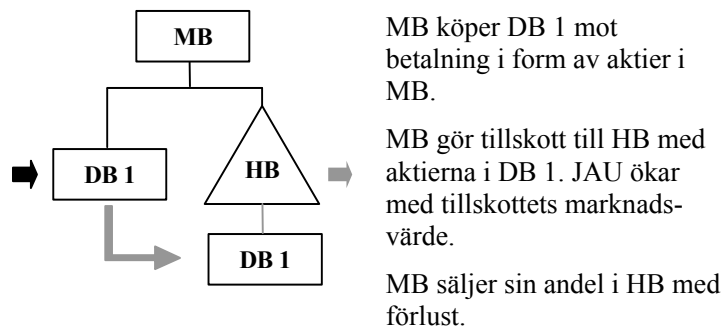 MB
DB 1
HB
DB 1
MB köper DB 1 mot
betalning i form av aktier i
MB.
MB gör tillskott till HB med
aktierna i DB 1. JAU ökar
med tillskottets marknads-
värde.
MB säljer sin andel i HB med
förlust.